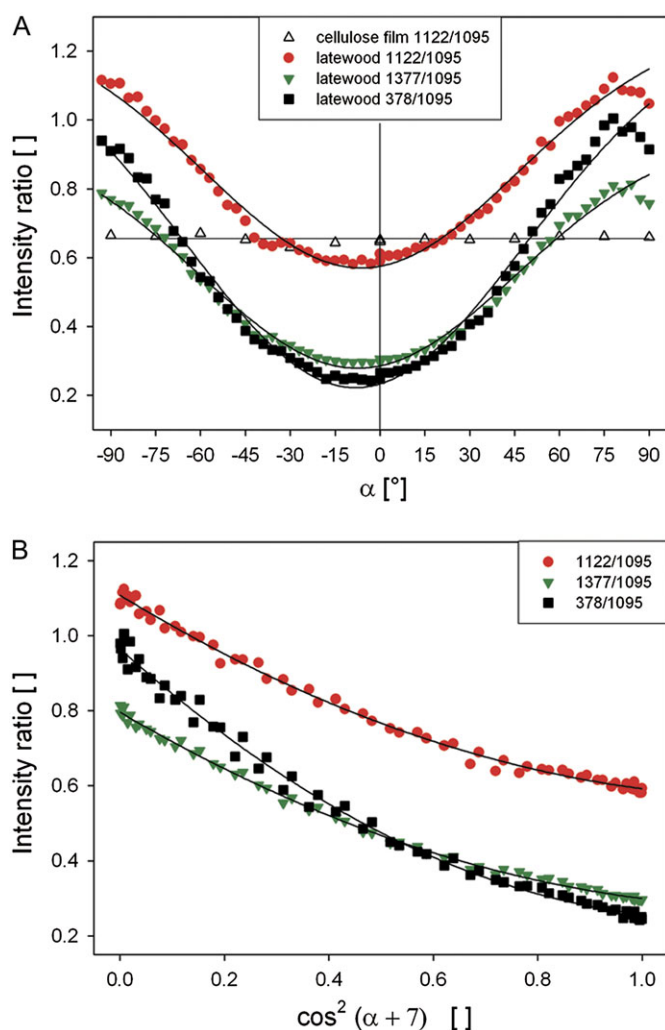 A
cellulose film 1122/1095
latewood 1122/1095
latewood 1377/1095
latewood 378/1095
Intensity ratio [ ]
1.2
1.0
0.8
0.6
0.4
0.2
-90 -75 -60 -45 -30 -15 0 15 30 45 60 75 90
α [°]
B
1122/1095
1377/1095
378/1095
Intensity ratio [ ]
1.2
1.0
0.8
0.6
0.4
0.2
0.0 0.2 0.4 0.6 0.8 1.0
cos² (α + 7) [ ]